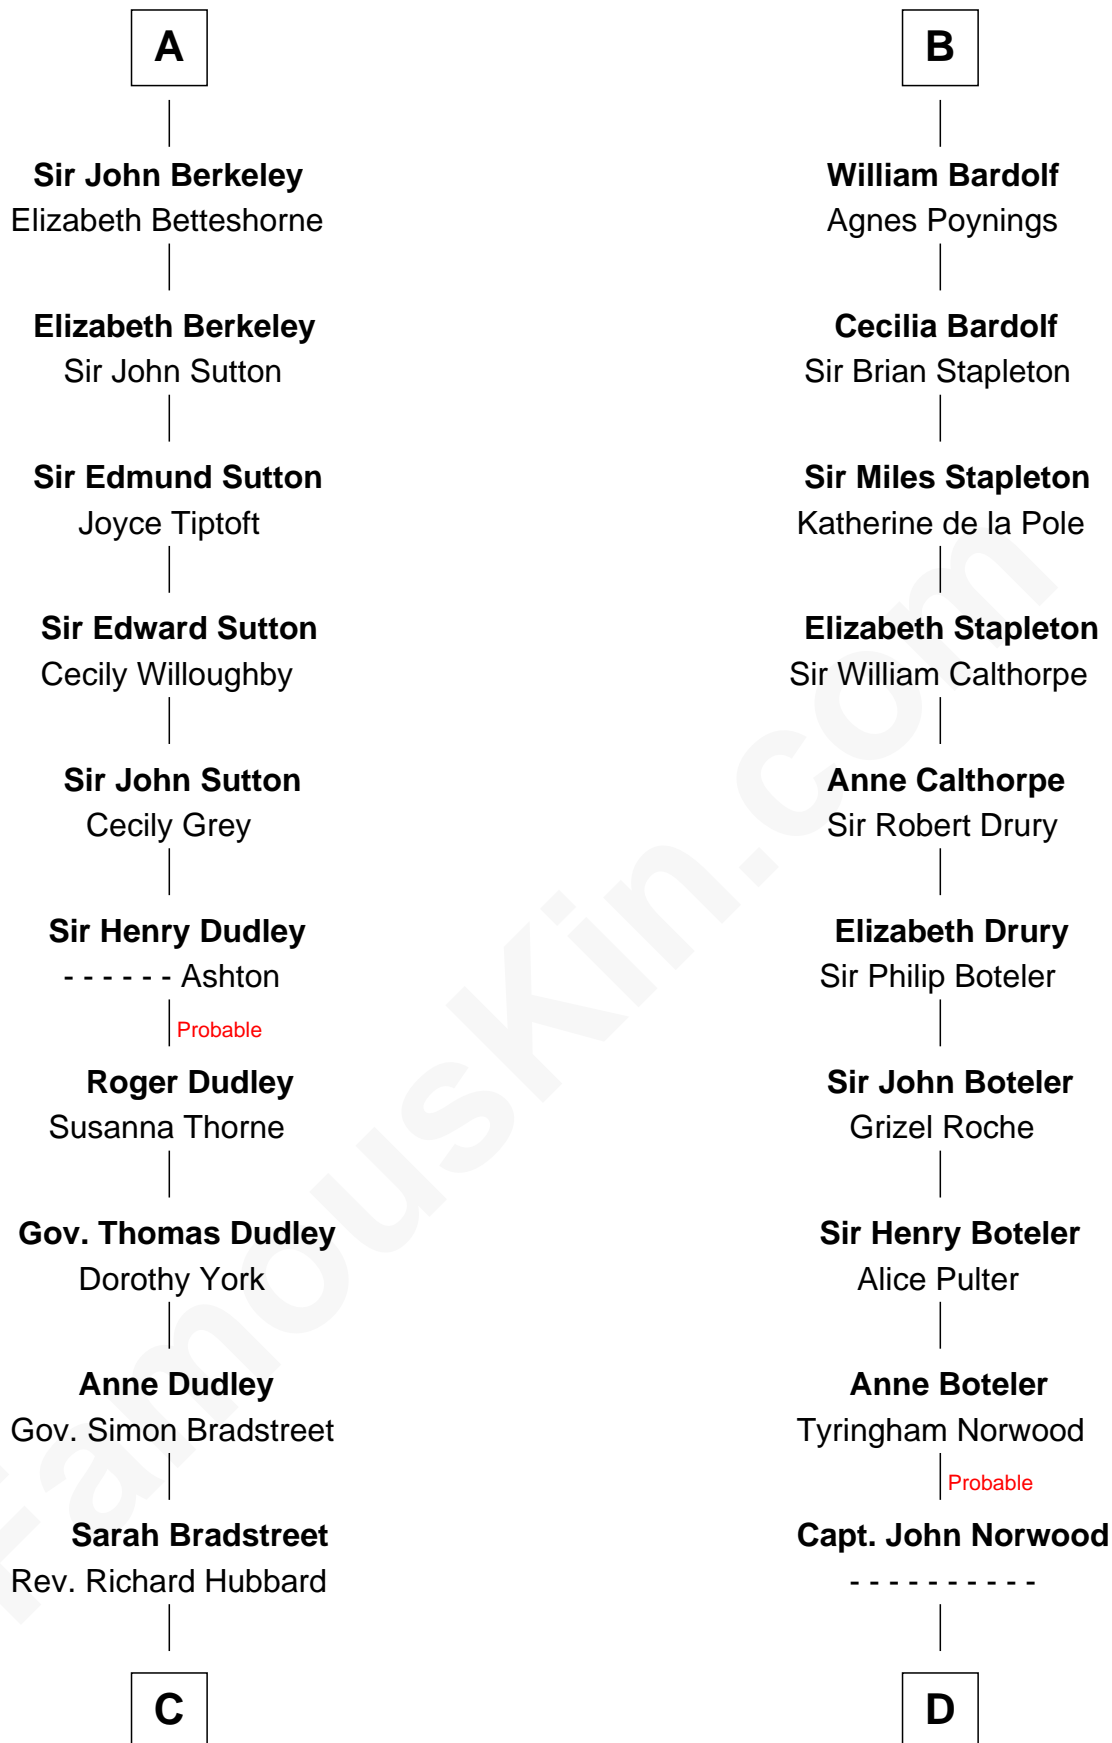 A
Sir John Berkeley
Elizabeth Betteshorne
Elizabeth Berkeley
Sir John Sutton
Sir Edmund Sutton
Joyce Tiptoft
Sir Edward Sutton
Cecily Willoughby
Sir John Sutton
Cecily Grey
Sir Henry Dudley
- - - - - - Ashton
Probable
Roger Dudley
Susanna Thorne
Gov. Thomas Dudley
Dorothy York
Anne Dudley
Gov. Simon Bradstreet
Sarah Bradstreet
Rev. Richard Hubbard
C
B
William Bardolf
Agnes Poynings
Cecilia Bardolf
Sir Brian Stapleton
Sir Miles Stapleton
Katherine de la Pole
Elizabeth Stapleton
Sir William Calthorpe
Anne Calthorpe
Sir Robert Drury
Elizabeth Drury
Sir Philip Boteler
Sir John Boteler
Grizel Roche
Sir Henry Boteler
Alice Pulter
Anne Boteler
Tyringham Norwood
Probable
Capt. John Norwood
- - - - - - - - - -
D
FamousKin.com